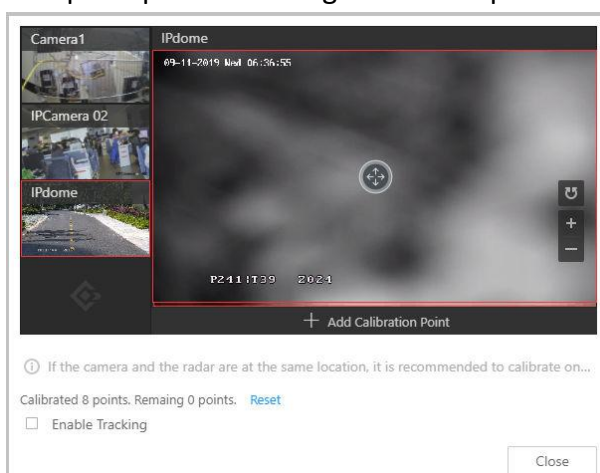 Camera1
IPdome
09-11-2019 Wed 06:36:55
IPCamera 02
IPdome
P241:T39 2024
+ Add Calibration Point
If the camera and the radar are at the same location, it is recommended to calibrate on...
Calibrated 8 points. Remaing 0 points. Reset
Enable Tracking
Close